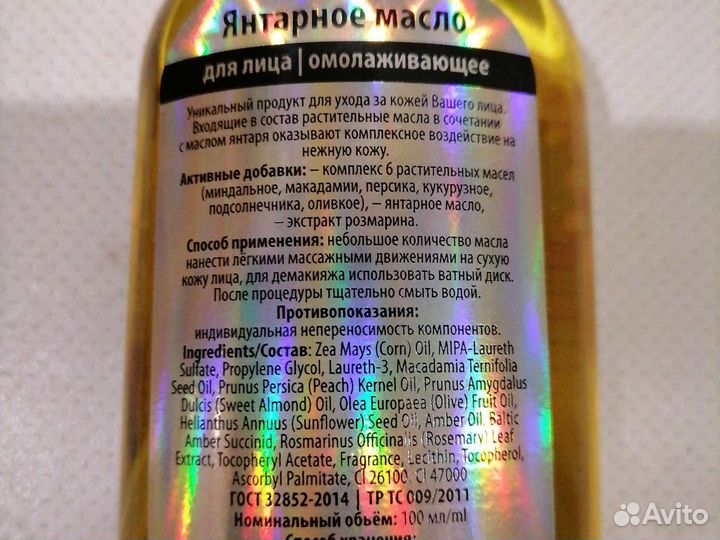 Янтарное масло
для лица | омолаживающее
Уникальный продукт для ухода за кожей Вашего лица.
Входящие в состав растительные масла в сочетании
с маслом янтаря оказывают комплексное воздействие на
нежную кожу.
Активные добавки: – комплекс 6 растительных масел
(миндальное, макадамии, персика, кукурузное,
подсолнечника, оливкое), – янтарное масло,
– экстракт розмарина.
Способ применения: небольшое количество масла
нанести лёгкими массажными движениями на сухую
кожу лица, для демакияжа использовать ватный диск.
После процедуры тщательно смыть водой.
Противопоказания:
индивидуальная непереносимость компонентов.
Ingredients/Состав: Zea Mays (Corn) Oil, MIPA-Laureth
Sulfate, Propylene Glycol, Laureth-3, Macadamia Ternifolia
Seed Oil, Prunus Persica (Peach) Kernel Oil, Prunus Amygdalus
Dulcis (Sweet Almond) Oil, Olea Europaea (Olive) Fruit Oil,
Helianthus Annuus (Sunflower) Seed Oil, Amber Oil, Baltic
Amber Succinid, Rosmarinus Officinalis (Rosemary) Leaf
Extract, Tocopheryl Acetate, Fragrance, Lecithin, Tocopherol,
Ascorbyl Palmitate, CI 26100, CI 47000
ГОСТ 32852-2014 | ТР ТС 009/2011
Номинальный объём: 100 мл/ml
Способ хранения:
Avito